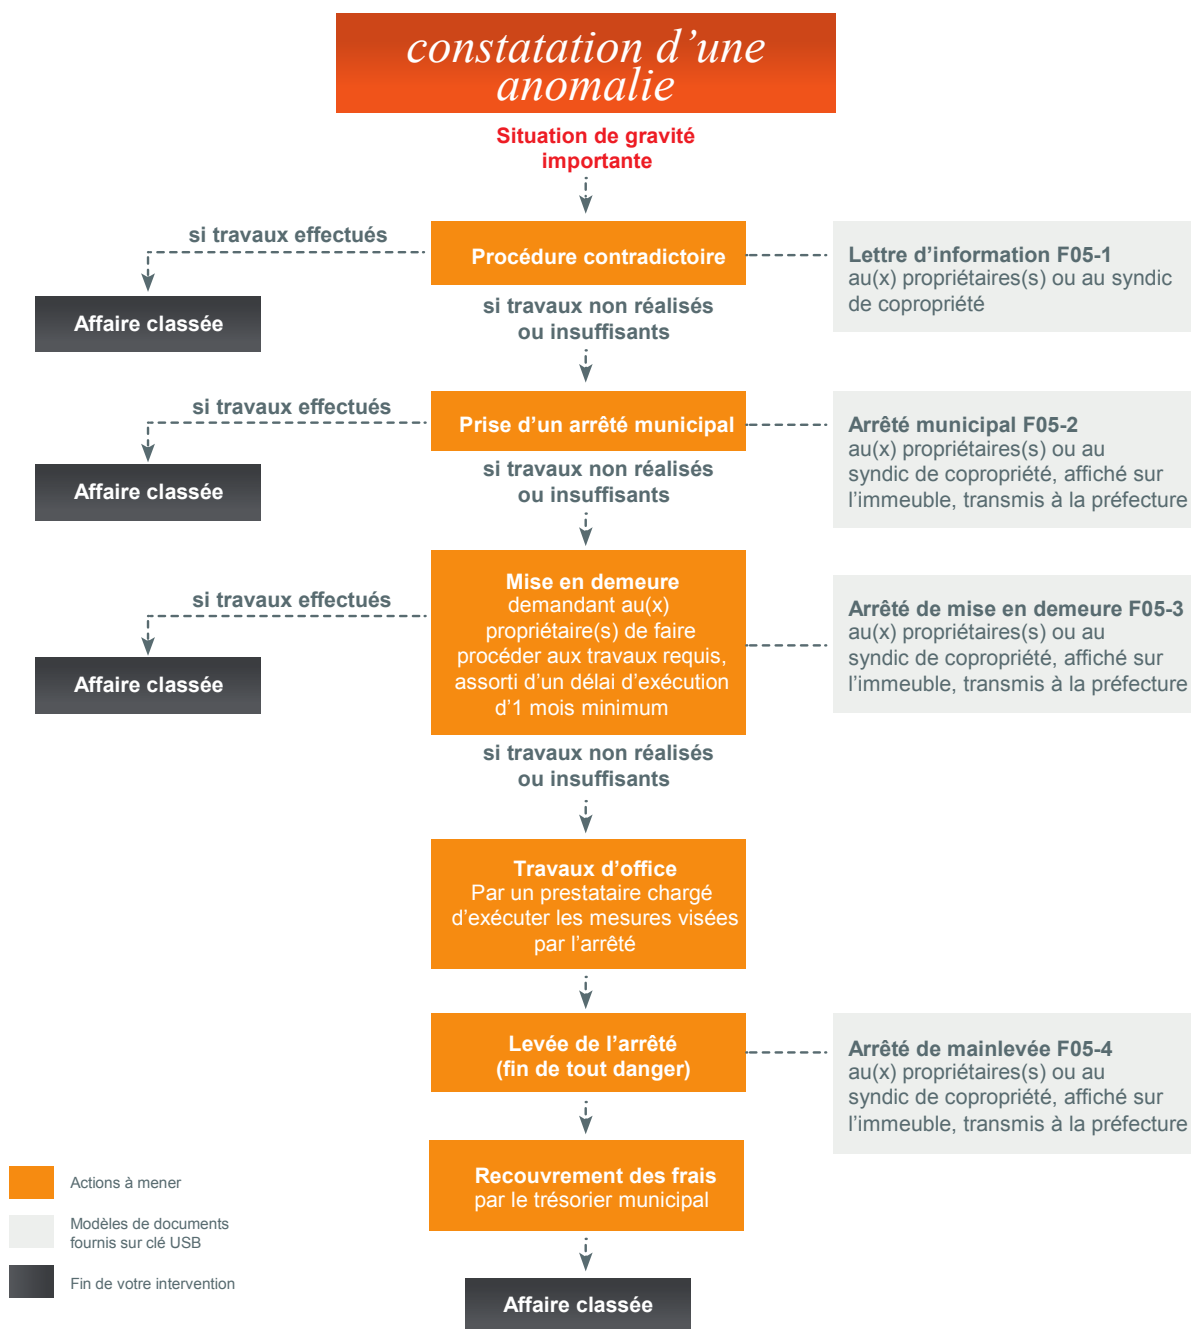 constatation d'une
anomalie
Situation de gravité
importante
si travaux effectués
Procédure contradictoire
Lettre d'information F05-1
au(x) propriétaires(s) ou au syndic
de copropriété
Affaire classée
si travaux non réalisés
ou insuffisants
si travaux effectués
Prise d'un arrêté municipal
Arrêté municipal F05-2
au(x) propriétaires(s) ou au
syndic de copropriété, affiché sur
l'immeuble, transmis à la préfecture
Affaire classée
si travaux non réalisés
ou insuffisants
si travaux effectués
Mise en demeure
demandant au(x)
propriétaire(s) de faire
procéder aux travaux requis,
assorti d'un délai d'exécution
d'1 mois minimum
Arrêté de mise en demeure F05-3
au(x) propriétaires(s) ou au
syndic de copropriété, affiché sur
l'immeuble, transmis à la préfecture
Affaire classée
si travaux non réalisés
ou insuffisants
Travaux d'office
Par un prestataire chargé
d'exécuter les mesures visées
par l'arrêté
Levée de l'arrêté
(fin de tout danger)
Arrêté de mainlevée F05-4
au(x) propriétaires(s) ou au
syndic de copropriété, affiché sur
l'immeuble, transmis à la préfecture
Recouvrement des frais
par le trésorier municipal
Affaire classée
Actions à mener
Modèles de documents
fournis sur clé USB
Fin de votre intervention